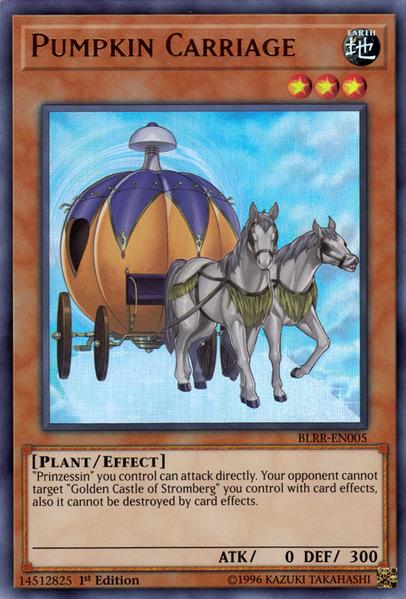 PUMPKIN CARRIAGE
EARTH
地
BLRR-EN005
[PLANT/EFFECT]
"Prinzessin" you control can attack directly. Your opponent cannot
target "Golden Castle of Stromberg" you control with card effects,
also it cannot be destroyed by card effects.
ATK/ 0 DEF/ 300
14512825 1st Edition ©1996 KAZUKI TAKAHASHI